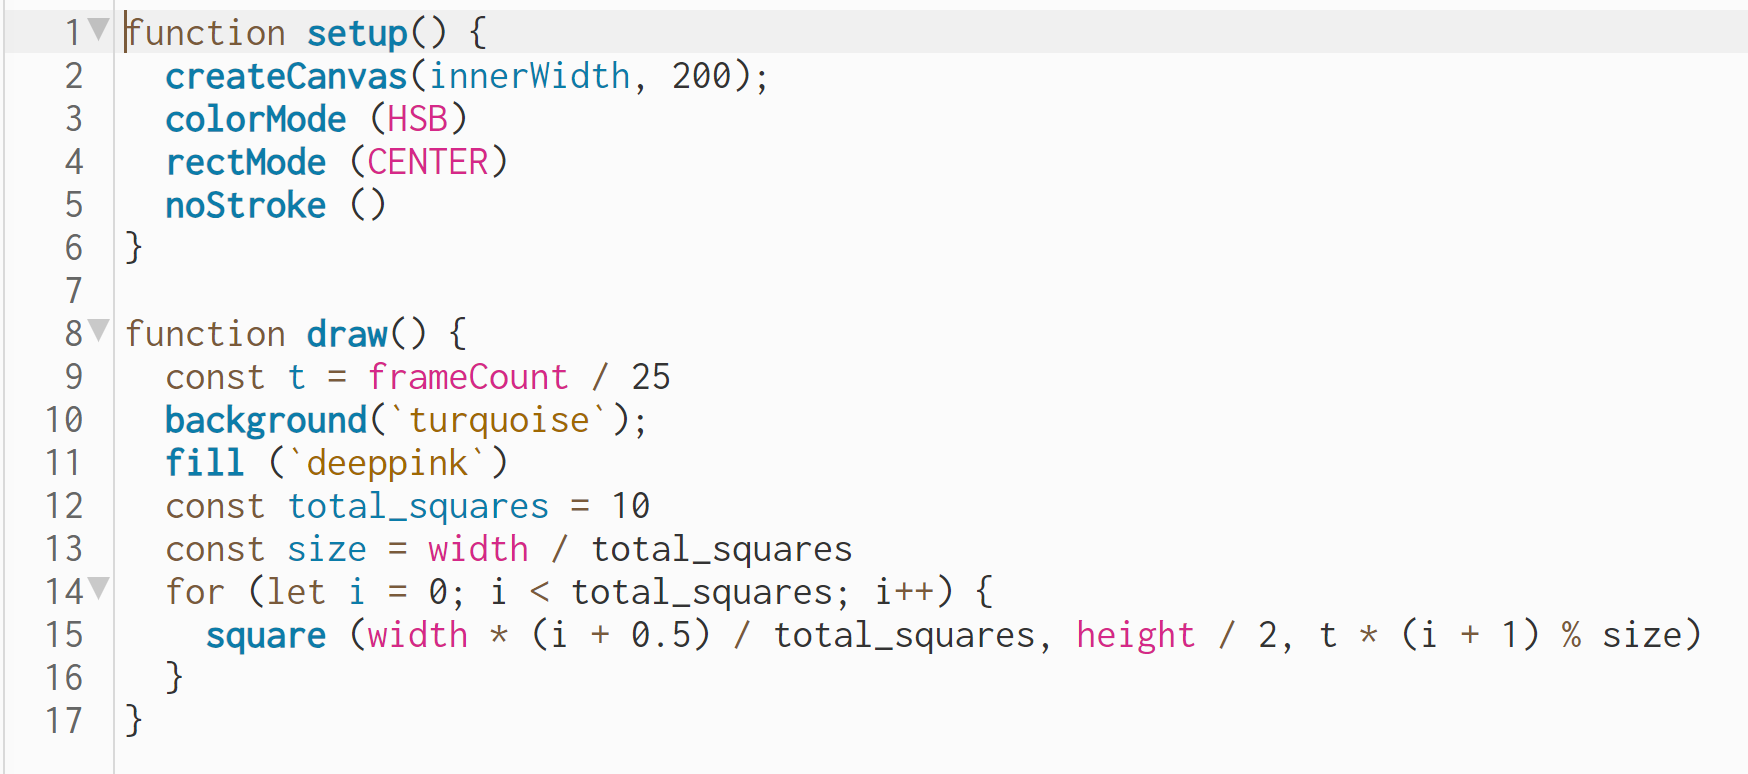 1 function setup() {
2   createCanvas(innerWidth, 200);
3   colorMode (HSB)
4   rectMode (CENTER)
5   noStroke ()
6 }
7
8 function draw() {
9   const t = frameCount / 25
10   background(`turquoise`);
11   fill (`deeppink`)
12   const total_squares = 10
13   const size = width / total_squares
14   for (let i = 0; i < total_squares; i++) {
15     square (width * (i + 0.5) / total_squares, height / 2, t * (i + 1) % size)
16   }
17 }